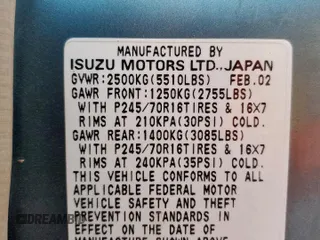 MANUFACTURED BY
ISUZU MOTORS LTD.,JAPAN
GVWR:2500KG(5510LBS) FEB.02
GAWR FRONT:1250KG(2755LBS)
WITH P245/70R16TIRES & 16X7
RIMS AT 210KPA(30PSI) COLD.
GAWR REAR:1400KG(3085LBS)
WITH P245/70R16TIRES & 16X7
RIMS AT 240KPA(35PSI) COLD.
THIS VEHICLE CONFORMS TO ALL
APPLICABLE FEDERAL MOTOR
VEHICLE SAFETY AND THEFT
PREVENTION STANDARDS IN
EFFECT ON THE DATE OF
MANUFACTURE SHOWN ABOVE